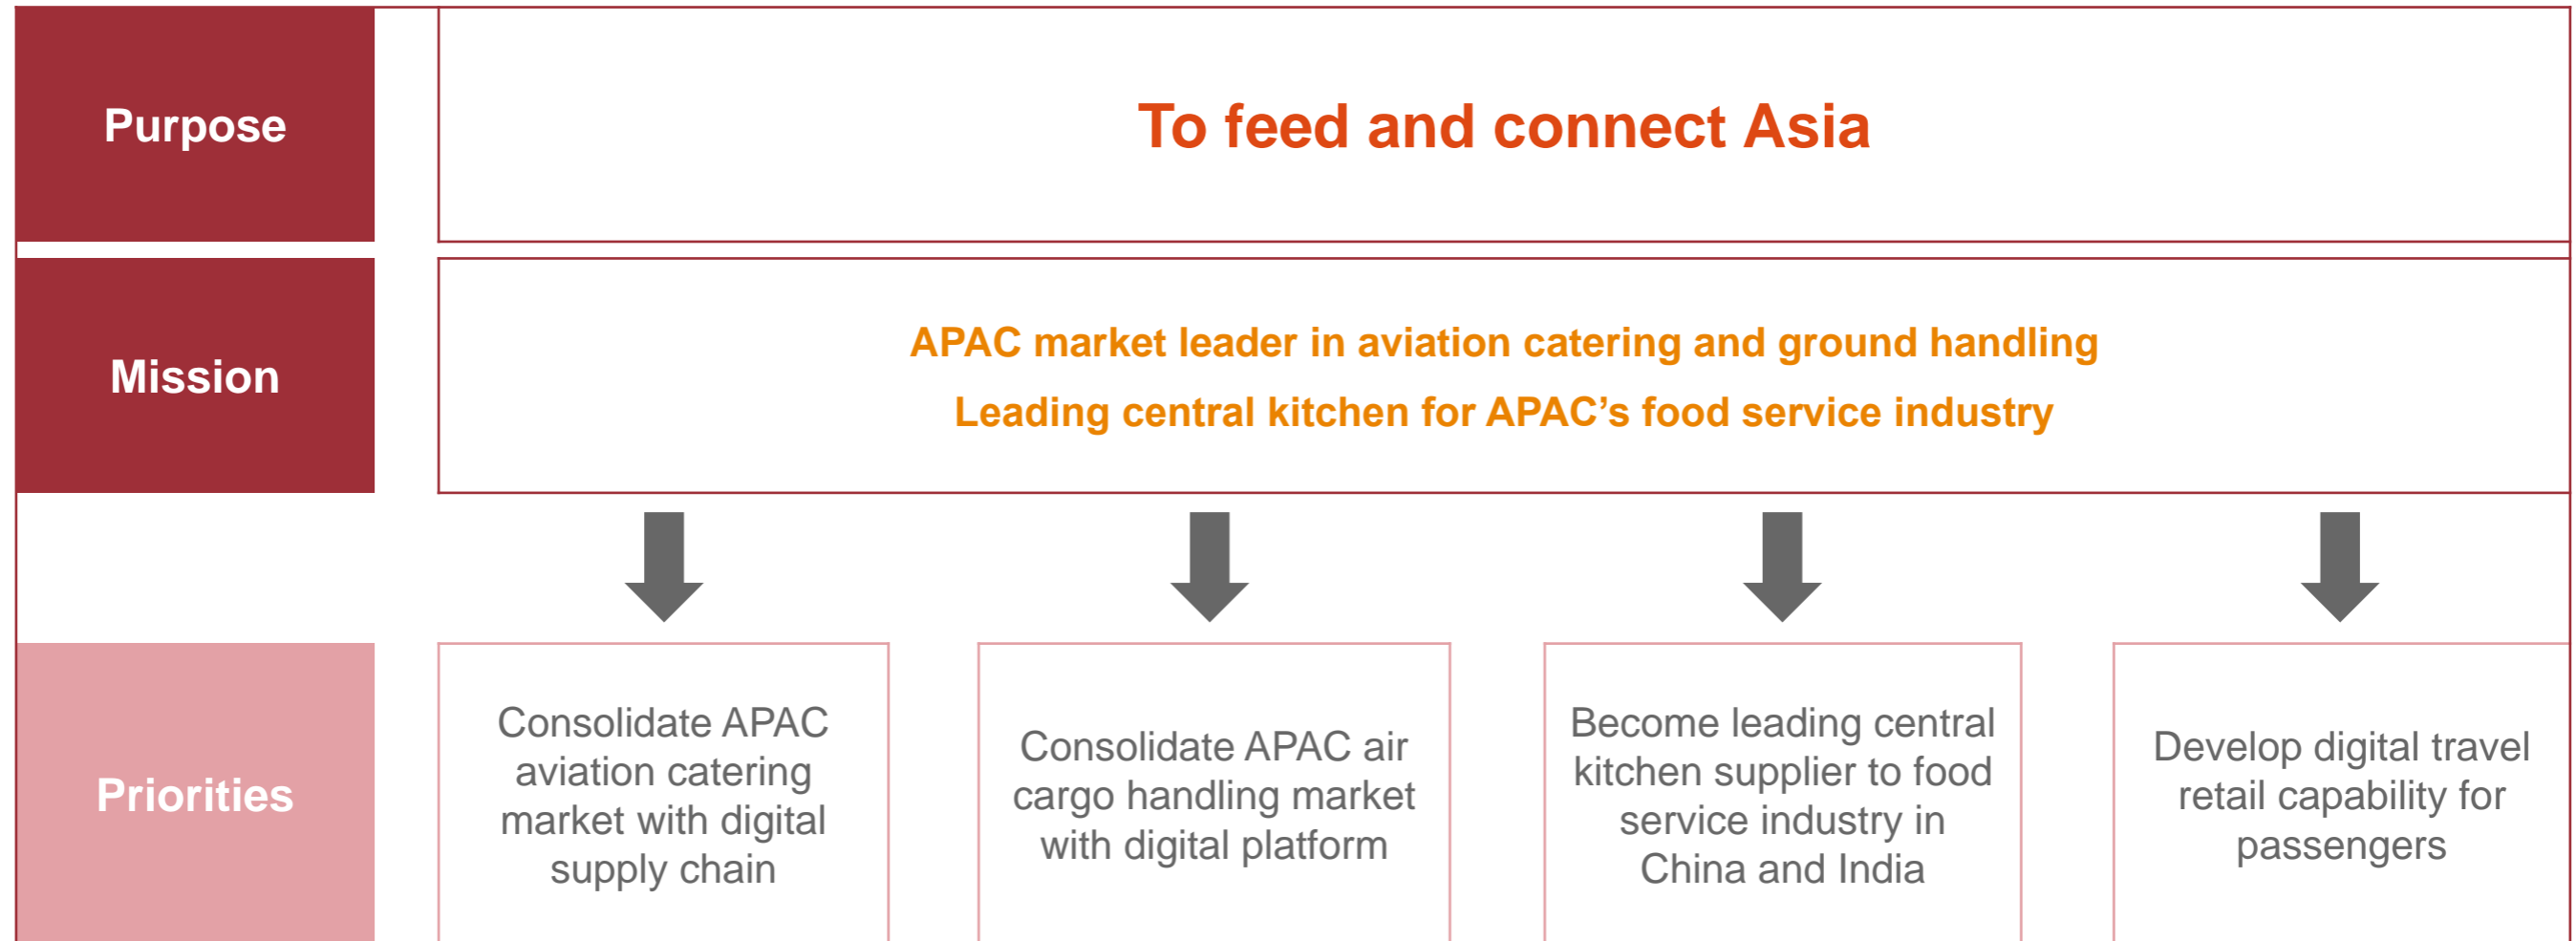 Purpose
To feed and connect Asia
Mission
APAC market leader in aviation catering and ground handling
Leading central kitchen for APAC’s food service industry
Priorities
Consolidate APAC
aviation catering
market with digital
supply chain
Consolidate APAC air
cargo handling market
with digital platform
Become leading central
kitchen supplier to food
service industry in
China and India
Develop digital travel
retail capability for
passengers